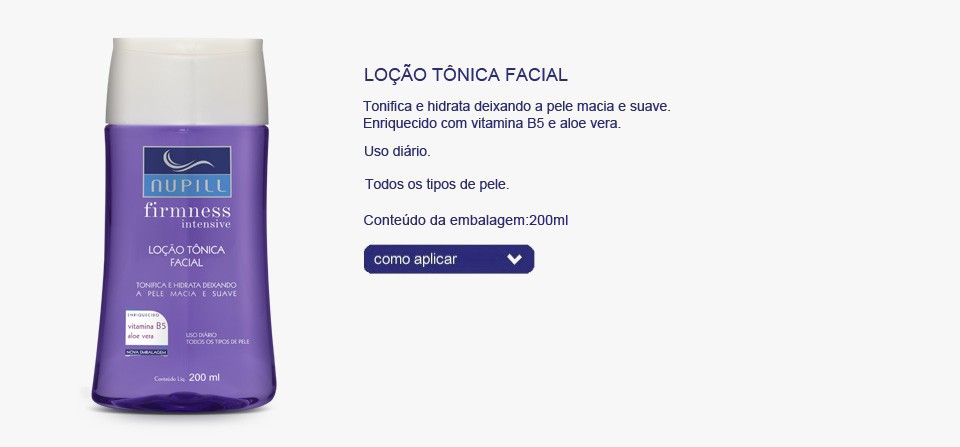 NUPILL
firmness
intensive
LOÇÃO TÔNICA
FACIAL
TONIFICA E HIDRATA DEIXANDO
A PELE MACIA E SUAVE
ENRIQUECIDO
vitamina B5
aloe vera
NOVA EMBALAGEM
USO DIÁRIO
TODOS OS TIPOS DE PELE
Conteúdo Líq. 200 ml
LOÇÃO TÔNICA FACIAL
Tonifica e hidrata deixando a pele macia e suave.
Enriquecido com vitamina B5 e aloe vera.
Uso diário.
Todos os tipos de pele.
Conteúdo da embalagem:200ml
como aplicar